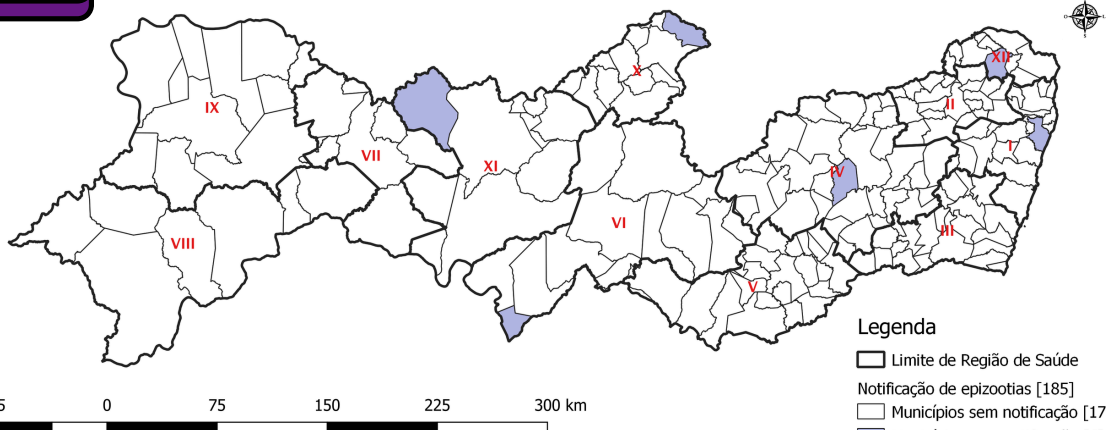 XII
X
IX
II
I
VII
XI
IV
VI
VIII
III
V
Legenda
Limite de Região de Saúde
Notificação de epizootias [185]
Municípios sem notificação [17
5 0 75 150 225 300 km